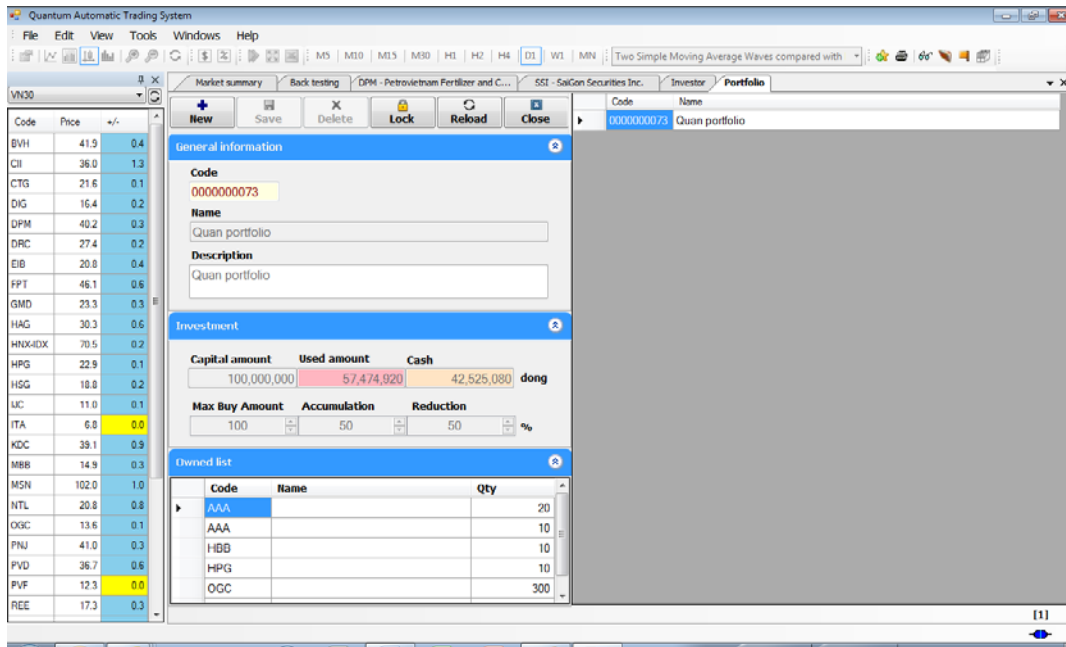 Quantum Automatic Trading System
File Edit View Tools Windows Help
$ M5 M10 M15 M30 H1 H2 H4 D1 W1 MN Two Simple Moving Average Waves compared with
VN30
Market summary Back testing DPM - Petrovietnam Fertilizer and C... SSI - SaiGon Securities Inc. Investor Portfolio
New Save Delete Lock Reload Close
Code Name
0000000073 Quan portfolio
Code Price +/-
BVH 41.9 0.4
CII 36.0 1.3
CTG 21.6 0.1
DIG 16.4 0.2
DPM 40.2 0.3
DRC 27.4 0.2
EIB 20.8 0.4
FPT 46.1 0.6
GMD 23.3 0.3
HAG 30.3 0.6
HNX-IDX 70.5 0.2
HPG 22.9 0.1
HSG 18.8 0.2
IJC 11.0 0.1
ITA 6.8 0.0
KDC 39.1 0.9
MBB 14.9 0.3
MSN 102.0 1.0
NTL 20.8 0.8
OGC 13.6 0.1
PNJ 41.0 0.3
PVD 36.7 0.6
PVF 12.3 0.0
REE 17.3 0.3
General information
Code
0000000073
Name
Quan portfolio
Description
Quan portfolio
Investment
Capital amount Used amount Cash
100,000,000 57,474,920 42,525,080 dong
Max Buy Amount Accumulation Reduction
100 50 50 %
Owned list
Code Name Qty
AAA 20
AAA 10
HBB 10
HPG 10
OGC 300
[1]